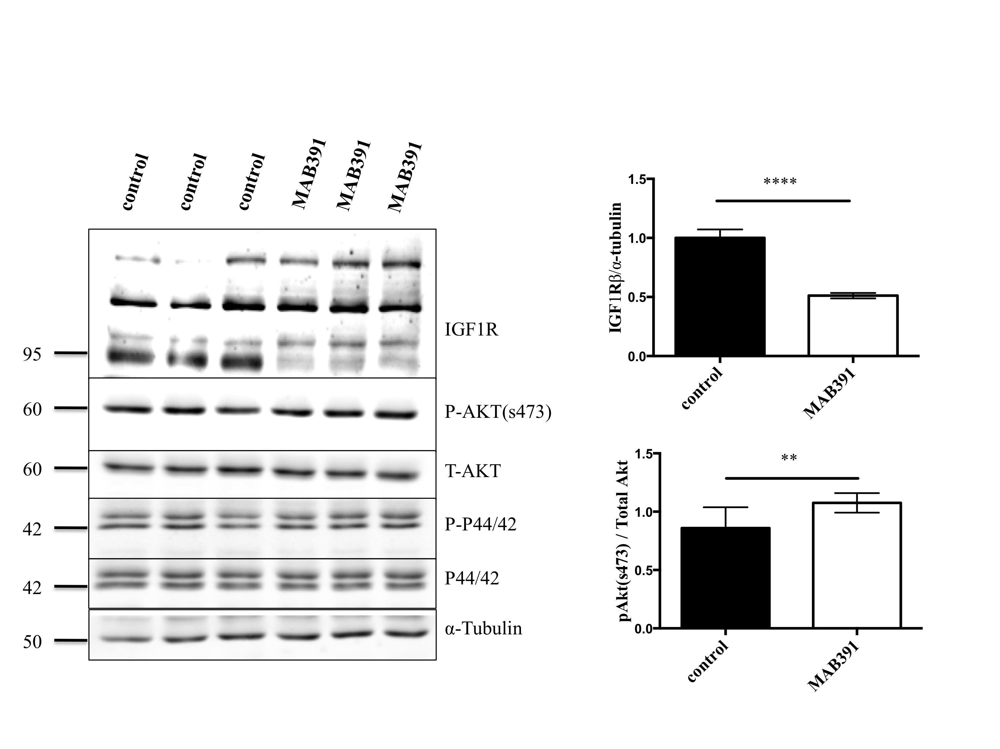 control
control
control
MAB391
MAB391
MAB391
95
IGF1R
60
P-AKT(s473)
60
T-AKT
42
P-P44/42
42
P44/42
50
α-Tubulin
IGF1Rβ/α-tubulin
1.5
1.0
0.5
0.0
****
control
MAB391
pAkt(s473) / Total Akt
1.5
1.0
0.5
0.0
**
control
MAB391